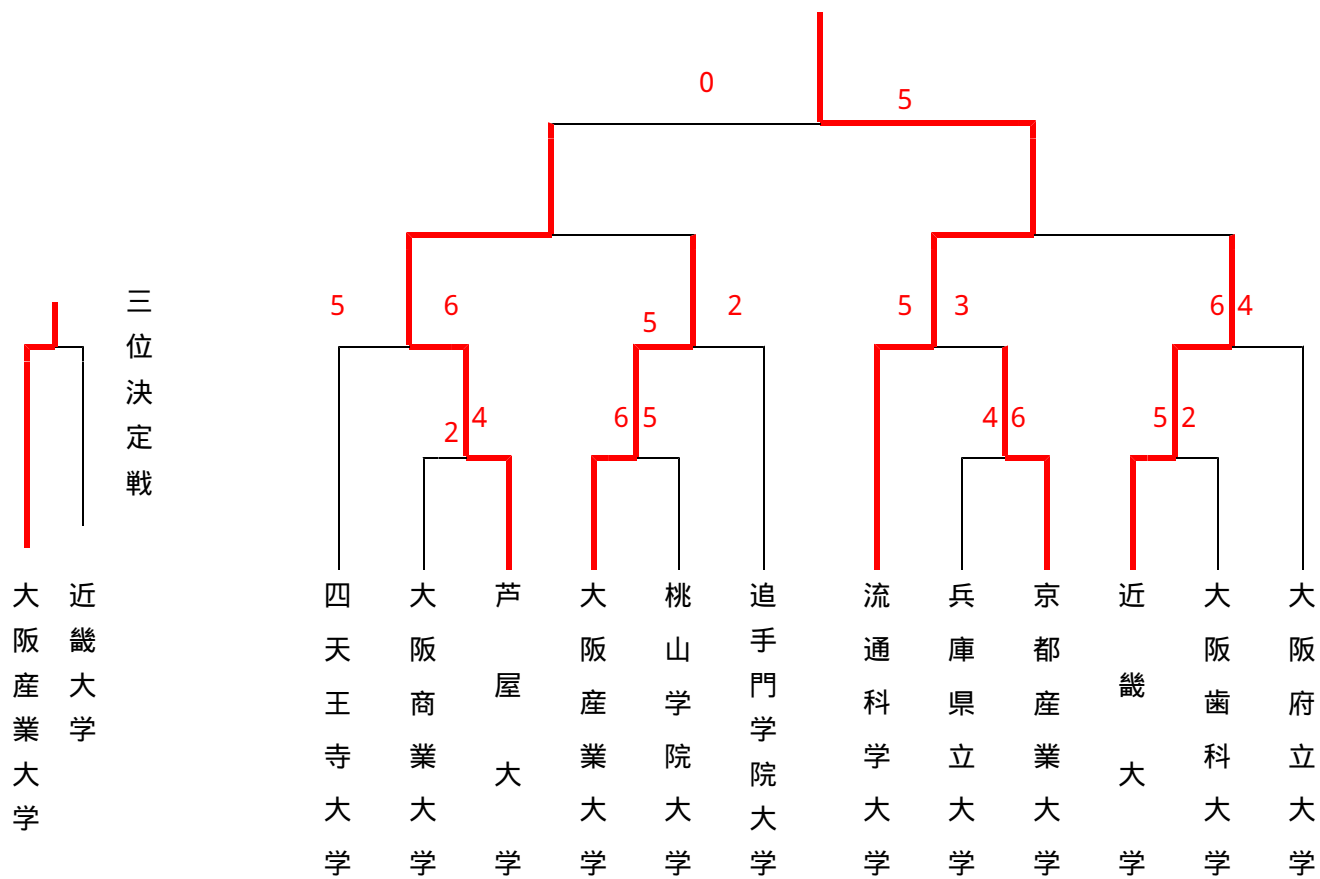 0
5
三位決定戦
5
6
5
2
5
3
6
4
2
4
6
5
4
6
5
2
大阪産業大学
近畿大学
四天王寺大学
大阪商業大学
芦屋大学
大阪産業大学
桃山学院大学
追手門学院大学
流通科学大学
兵庫県立大学
京都産業大学
近畿大学
大阪歯科大学
大阪府立大学